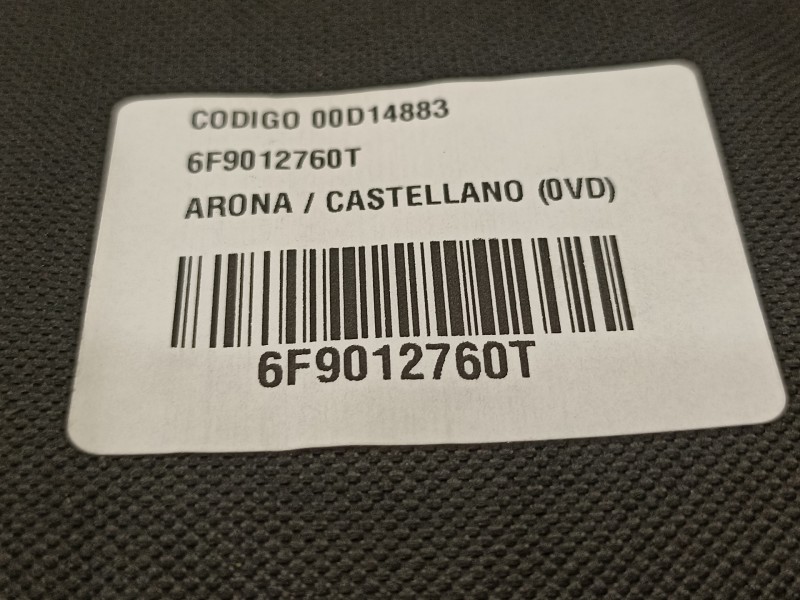 CODIGO 00D14883
6F9012760T
ARONA / CASTELLANO (0VD)
6F9012760T